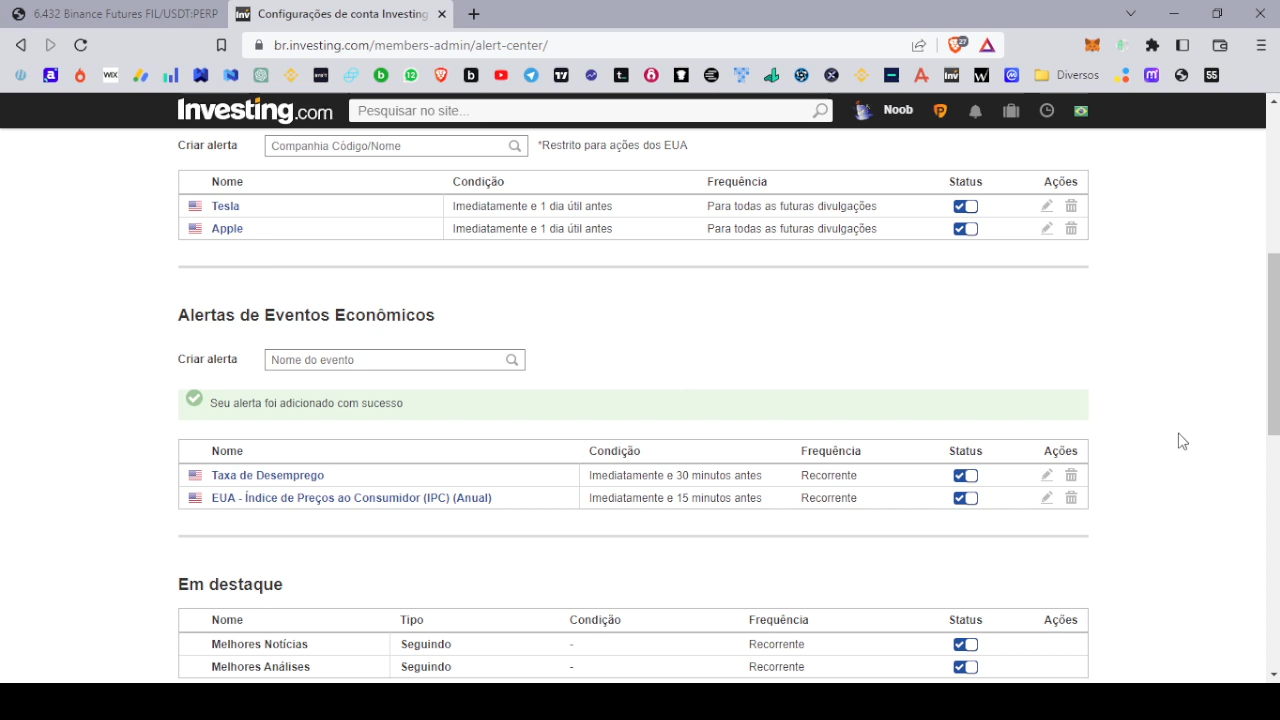 6.432 Binance Futures FIL/USDT:PERP
Configurações de conta Investing
br.investing.com/members-admin/alert-center/
27
WIX
12
BYBIT
Inv
Diversos
55
Investing.com
Pesquisar no site...
Noob
Criar alerta
Companhia Código/Nome
*Restrito para ações dos EUA
Nome Condição Frequência Status Ações
Tesla Imediatamente e 1 dia útil antes Para todas as futuras divulgações
Apple Imediatamente e 1 dia útil antes Para todas as futuras divulgações
Alertas de Eventos Econômicos
Criar alerta
Nome do evento
Seu alerta foi adicionado com sucesso
Nome Condição Frequência Status Ações
Taxa de Desemprego Imediatamente e 30 minutos antes Recorrente
EUA - Índice de Preços ao Consumidor (IPC) (Anual) Imediatamente e 15 minutos antes Recorrente
Em destaque
Nome Tipo Condição Frequência Status Ações
Melhores Notícias Seguindo - Recorrente
Melhores Análises Seguindo - Recorrente